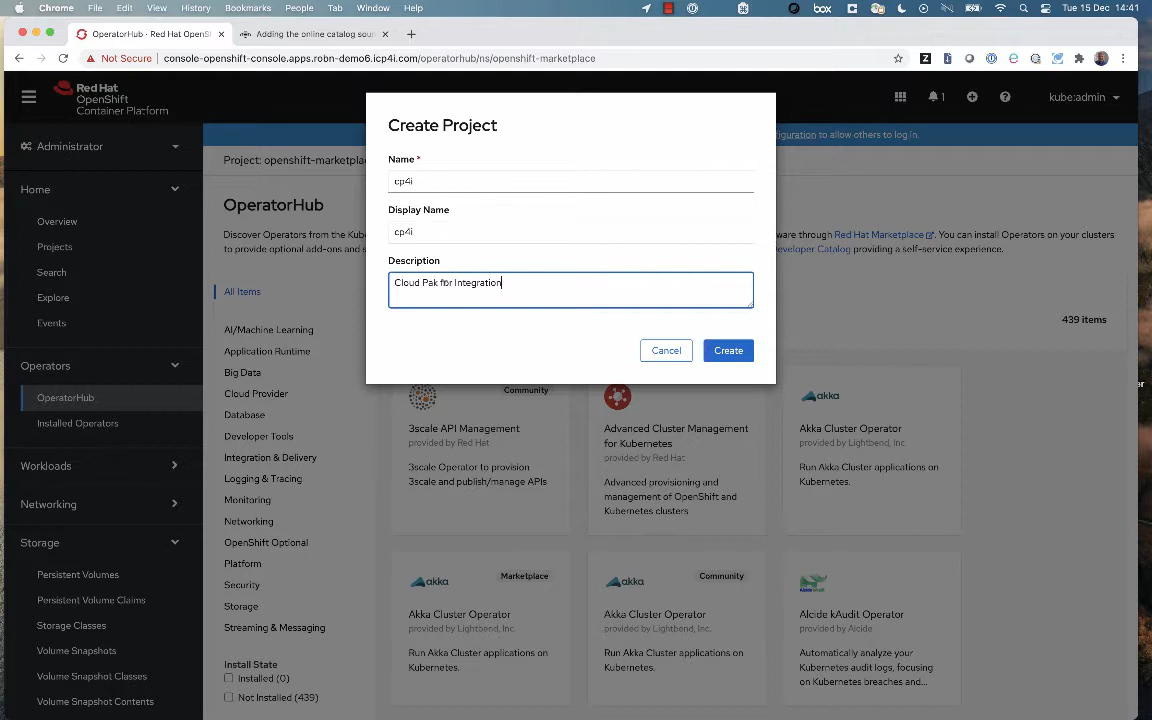 Chrome File Edit View History Bookmarks People Tab Window Help
box
Tue 15 Dec 14:41
OperatorHub · Red Hat OpenSh
Adding the online catalog sour
Not Secure
console-openshift-console.apps.robn-demo6.icp4i.com/operatorhub/ns/openshift-marketplace
Red Hat
OpenShift
Container Platform
1
kube:admin
Administrator
Home
Overview
Projects
Search
Explore
Events
Operators
OperatorHub
Installed Operators
Workloads
Networking
Storage
Persistent Volumes
Persistent Volume Claims
Storage Classes
Volume Snapshots
Volume Snapshot Classes
Volume Snapshot Contents
to allow others to log in.
Project: openshift-marketplac
OperatorHub
Discover Operators from the Kube
ware through Red Hat Marketplace. You can install Operators on your clusters
to provide optional add-ons and s
eveloper Catalog providing a self-service experience.
All Items
AI/Machine Learning
Application Runtime
Big Data
Cloud Provider
Database
Developer Tools
Integration & Delivery
Logging & Tracing
Monitoring
Networking
OpenShift Optional
Platform
Security
Storage
Streaming & Messaging
Install State
Installed (0)
Not Installed (439)
439 items
Create Project
Name *
cp4i
Display Name
cp4i
Description
Cloud Pak for Integration
Cancel
Create
Community
3scale API Management
provided by Red Hat
3scale Operator to provision
3scale and publish/manage APIs
Advanced Cluster Management
for Kubernetes
provided by Red Hat
Advanced provisioning and
management of OpenShift and
Kubernetes clusters
akka
Akka Cluster Operator
provided by Lightbend, Inc.
Run Akka Cluster applications on
Kubernetes.
akka
Marketplace
Akka Cluster Operator
provided by Lightbend, Inc.
Run Akka Cluster applications on
Kubernetes.
akka
Community
Akka Cluster Operator
provided by Lightbend, Inc.
Run Akka Cluster applications on
Kubernetes.
Alcide
Alcide kAudit Operator
provided by Alcide
Automatically analyze your
Kubernetes audit logs, focusing
on Kubernetes breaches and...